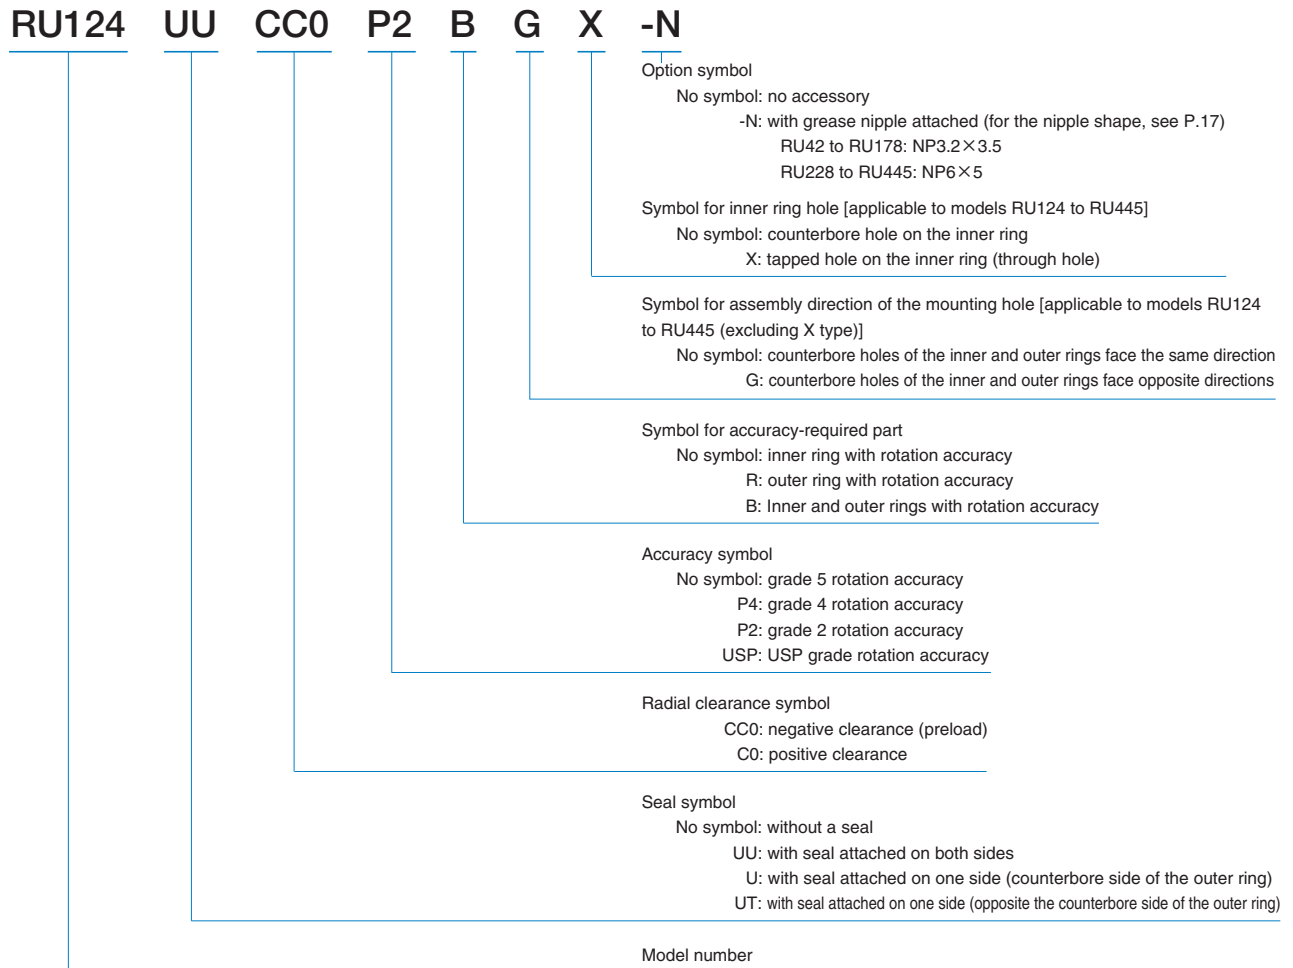 RU124 UU CC0 P2 B G X -N
Option symbol
No symbol: no accessory
-N: with grease nipple attached (for the nipple shape, see P.17)
RU42 to RU178: NP3.2×3.5
RU228 to RU445: NP6×5
Symbol for inner ring hole [applicable to models RU124 to RU445]
No symbol: counterbore hole on the inner ring
X: tapped hole on the inner ring (through hole)
Symbol for assembly direction of the mounting hole [applicable to models RU124
to RU445 (excluding X type)]
No symbol: counterbore holes of the inner and outer rings face the same direction
G: counterbore holes of the inner and outer rings face opposite directions
Symbol for accuracy-required part
No symbol: inner ring with rotation accuracy
R: outer ring with rotation accuracy
B: Inner and outer rings with rotation accuracy
Accuracy symbol
No symbol: grade 5 rotation accuracy
P4: grade 4 rotation accuracy
P2: grade 2 rotation accuracy
USP: USP grade rotation accuracy
Radial clearance symbol
CC0: negative clearance (preload)
C0: positive clearance
Seal symbol
No symbol: without a seal
UU: with seal attached on both sides
U: with seal attached on one side (counterbore side of the outer ring)
UT: with seal attached on one side (opposite the counterbore side of the outer ring)
Model number